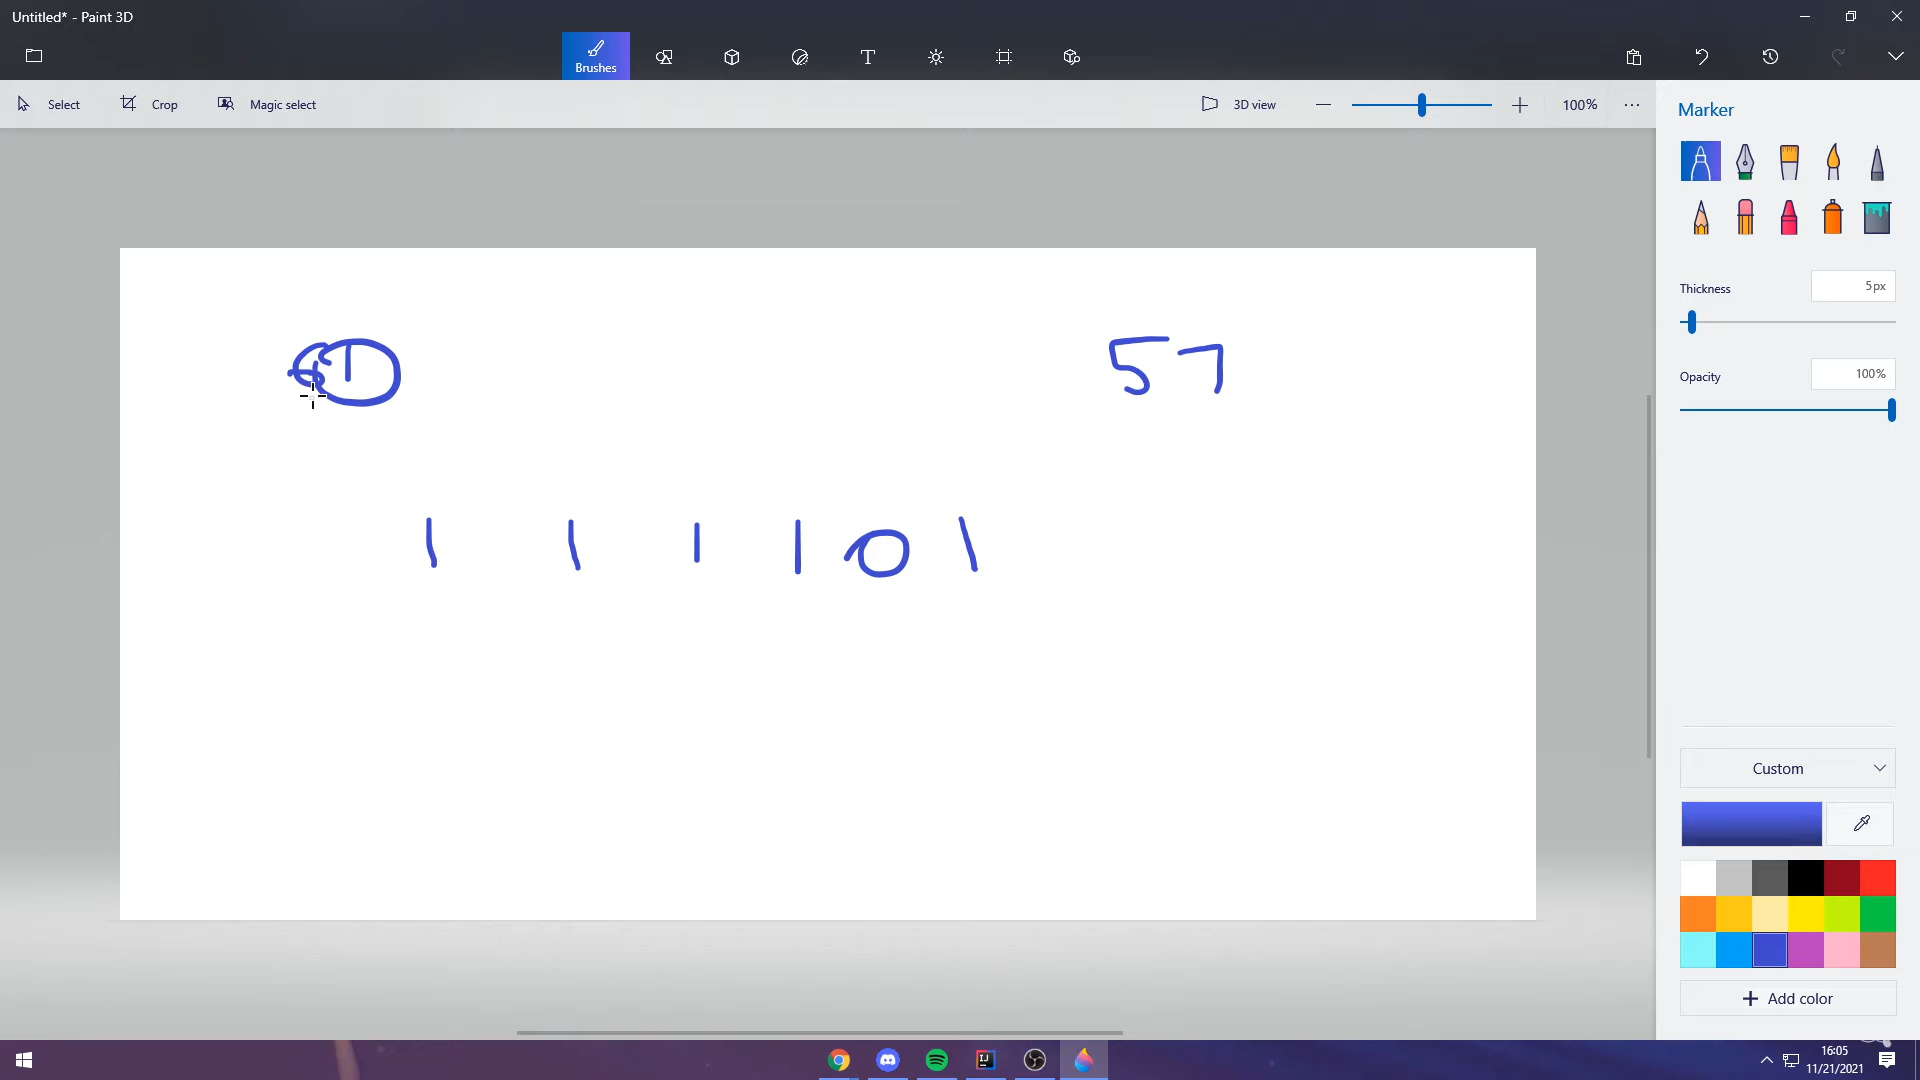 Untitled* - Paint 3D
Brushes
Select Crop Magic select 3D view 100%
Marker
Thickness 5px
Opacity 100%
57
1 1 1 1 0 1
Custom
Add color
16:05
11/21/2021